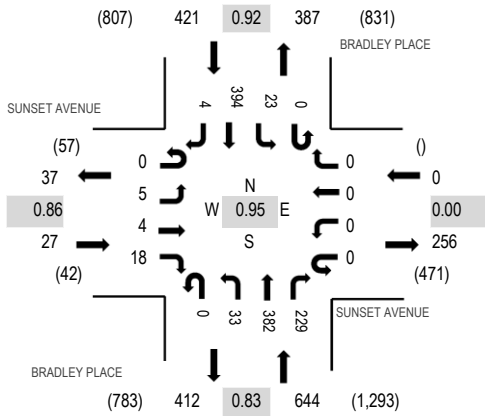 (807) 421 0.92 387 (831)
BRADLEY PLACE
4 394 23 0
SUNSET AVENUE
(57) ()
0 0
37 0
5 N 0
0.86 W 0.95 E 0.00
4 0
27 S 256
18 0
(42) (471)
0 33 382 229
SUNSET AVENUE
BRADLEY PLACE
(783) 412 0.83 644 (1,293)